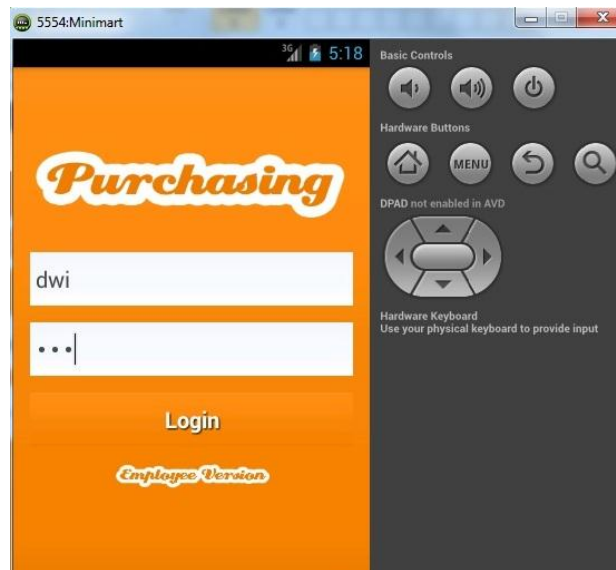 5554:Minimart
3G 5:18
Purchasing
dwi
•••
Login
Employee Version
Basic Controls
Hardware Buttons
MENU
DPAD not enabled in AVD
Hardware Keyboard
Use your physical keyboard to provide input